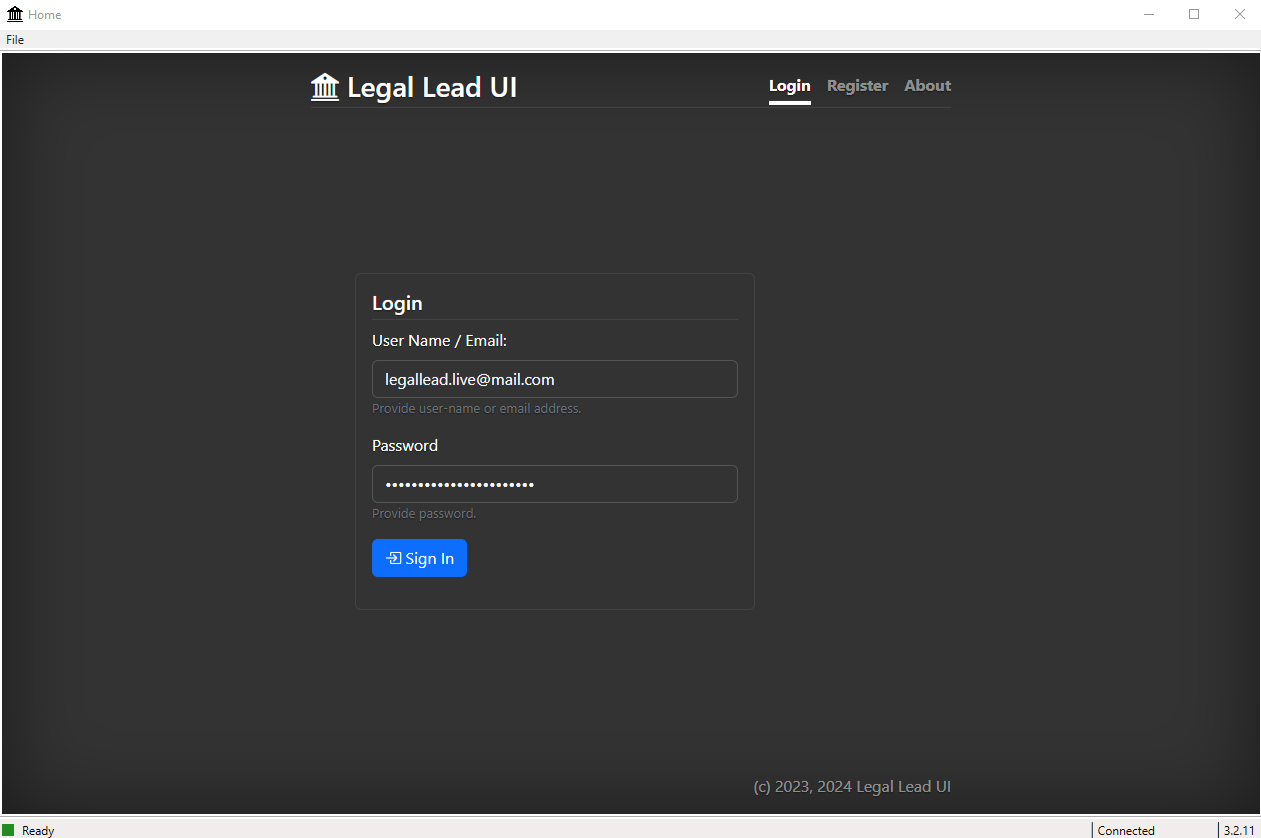 Home
File
Legal Lead UI
Login Register About
Login
User Name / Email:
legallead.live@mail.com
Provide user-name or email address.
Password
•••••••••••••••••••••••
Provide password.
Sign In
(c) 2023, 2024 Legal Lead UI
Ready
Connected
3.2.11